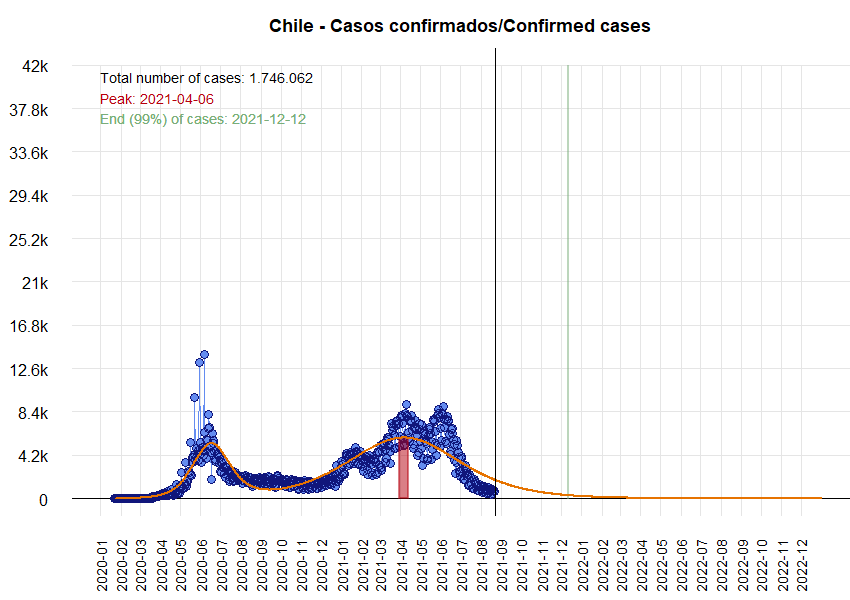 Chile - Casos confirmados/Confirmed cases
42k
Total number of cases: 1.746.062
Peak: 2021-04-06
End (99%) of cases: 2021-12-12
37.8k
33.6k
29.4k
25.2k
21k
16.8k
12.6k
8.4k
4.2k
0
2020-01
2020-02
2020-03
2020-04
2020-05
2020-06
2020-07
2020-08
2020-09
2020-10
2020-11
2020-12
2021-01
2021-02
2021-03
2021-04
2021-05
2021-06
2021-07
2021-08
2021-09
2021-10
2021-11
2021-12
2022-01
2022-02
2022-03
2022-04
2022-05
2022-06
2022-07
2022-08
2022-09
2022-10
2022-11
2022-12